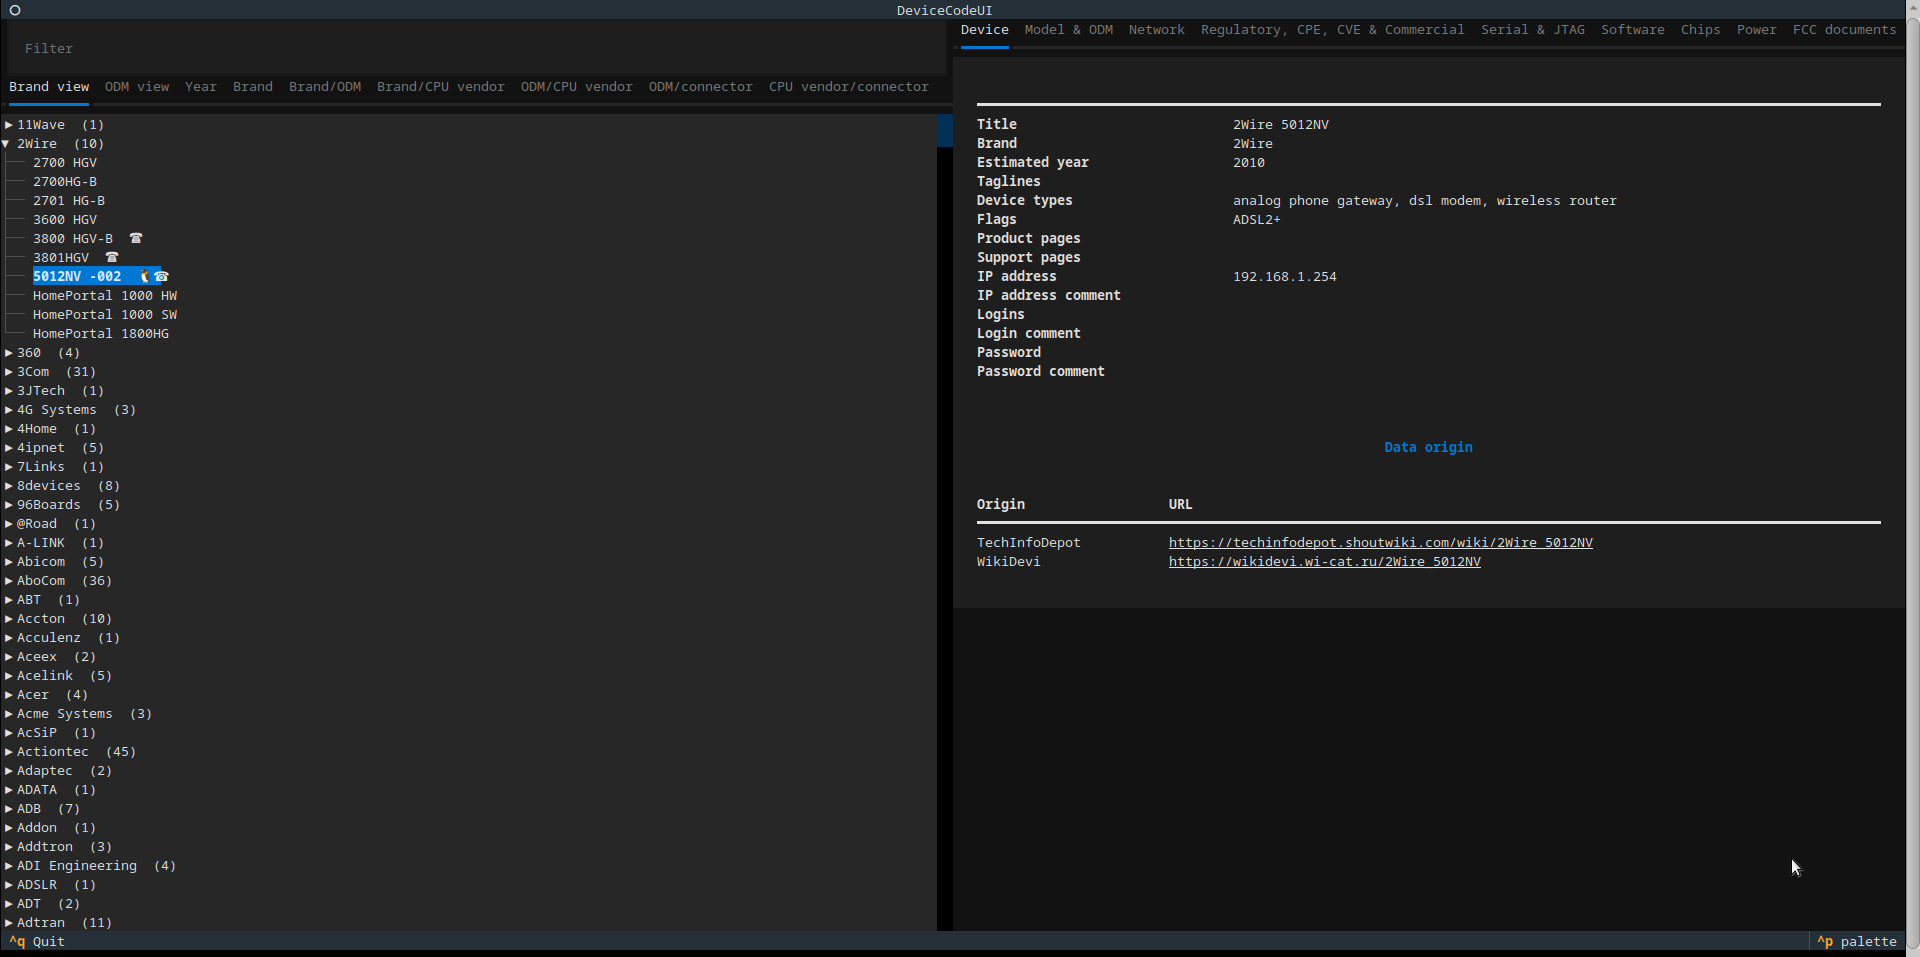 DeviceCodeUI
Filter
Brand view ODM view Year Brand Brand/ODM Brand/CPU vendor ODM/CPU vendor ODM/connector CPU vendor/connector
▶ 11Wave (1)
▼ 2Wire (10)
2700 HGV
2700HG-B
2701 HG-B
3600 HGV
3800 HGV-B ☎
3801HGV ☎
5012NV -002 🐧☎
HomePortal 1000 HW
HomePortal 1000 SW
HomePortal 1800HG
▶ 360 (4)
▶ 3Com (31)
▶ 3JTech (1)
▶ 4G Systems (3)
▶ 4Home (1)
▶ 4ipnet (5)
▶ 7Links (1)
▶ 8devices (8)
▶ 96Boards (5)
▶ @Road (1)
▶ A-LINK (1)
▶ Abicom (5)
▶ AboCom (36)
▶ ABT (1)
▶ Accton (10)
▶ Acculenz (1)
▶ Aceex (2)
▶ Acelink (5)
▶ Acer (4)
▶ Acme Systems (3)
▶ AcSiP (1)
▶ Actiontec (45)
▶ Adaptec (2)
▶ ADATA (1)
▶ ADB (7)
▶ Addon (1)
▶ Addtron (3)
▶ ADI Engineering (4)
▶ ADSLR (1)
▶ ADT (2)
▶ Adtran (11)
Device Model & ODM Network Regulatory, CPE, CVE & Commercial Serial & JTAG Software Chips Power FCC documents
Title 2Wire 5012NV
Brand 2Wire
Estimated year 2010
Taglines
Device types analog phone gateway, dsl modem, wireless router
Flags ADSL2+
Product pages
Support pages
IP address 192.168.1.254
IP address comment
Logins
Login comment
Password
Password comment
Data origin
Origin URL
TechInfoDepot https://techinfodepot.shoutwiki.com/wiki/2Wire_5012NV
WikiDevi https://wikidevi.wi-cat.ru/2Wire_5012NV
^q Quit
^p palette